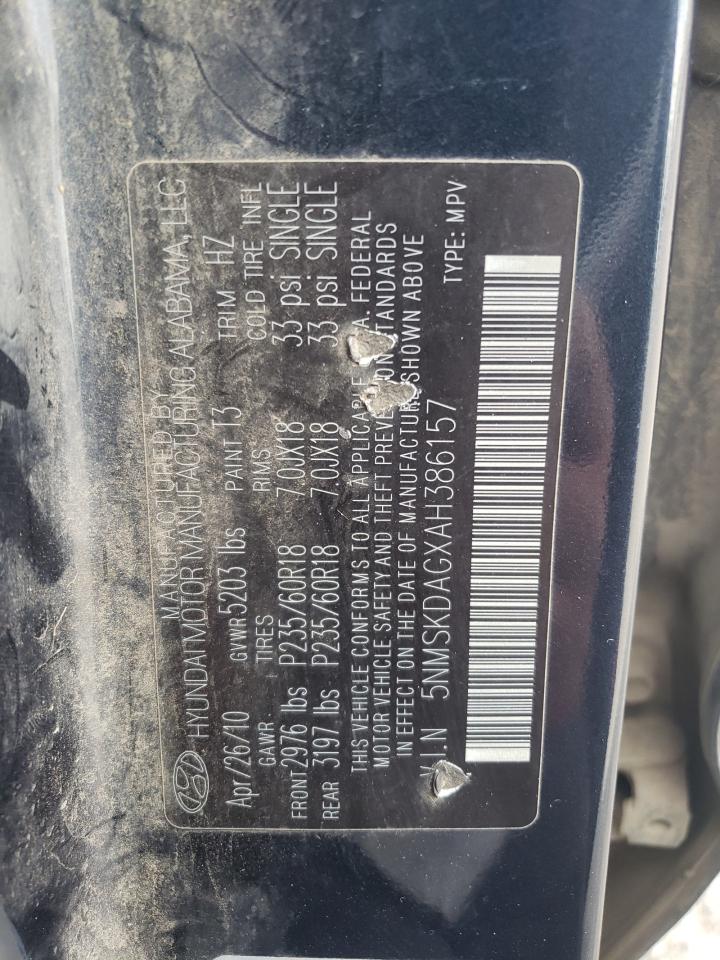 MANUFACTURED BY
HYUNDAI MOTOR MANUFACTURING ALABAMA, LLC
Apr/26/10 GVWR 5203 lbs PAINT T3 TRIM HZ
GAWR. TIRES RIMS COLD TIRE INFL
FRONT 2976 lbs P235/60R18 7.0JX18 33 psi SINGLE
REAR 3197 lbs P235/60R18 7.0JX18 33 psi SINGLE
THIS VEHICLE CONFORMS TO ALL APPLICABLE A. FEDERAL
MOTOR VEHICLE SAFETY AND THEFT PREVENTION STANDARDS
IN EFFECT ON THE DATE OF MANUFACTURE SHOWN ABOVE
.I.N 5NMSKDAGXAH386157 TYPE: MPV